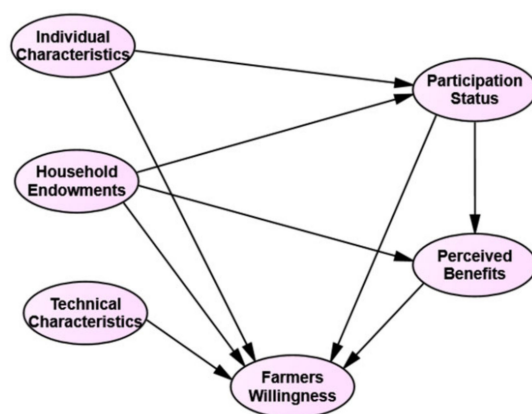 Individual
Characteristics
Participation
Status
Household
Endowments
Perceived
Benefits
Technical
Characteristics
Farmers
Willingness